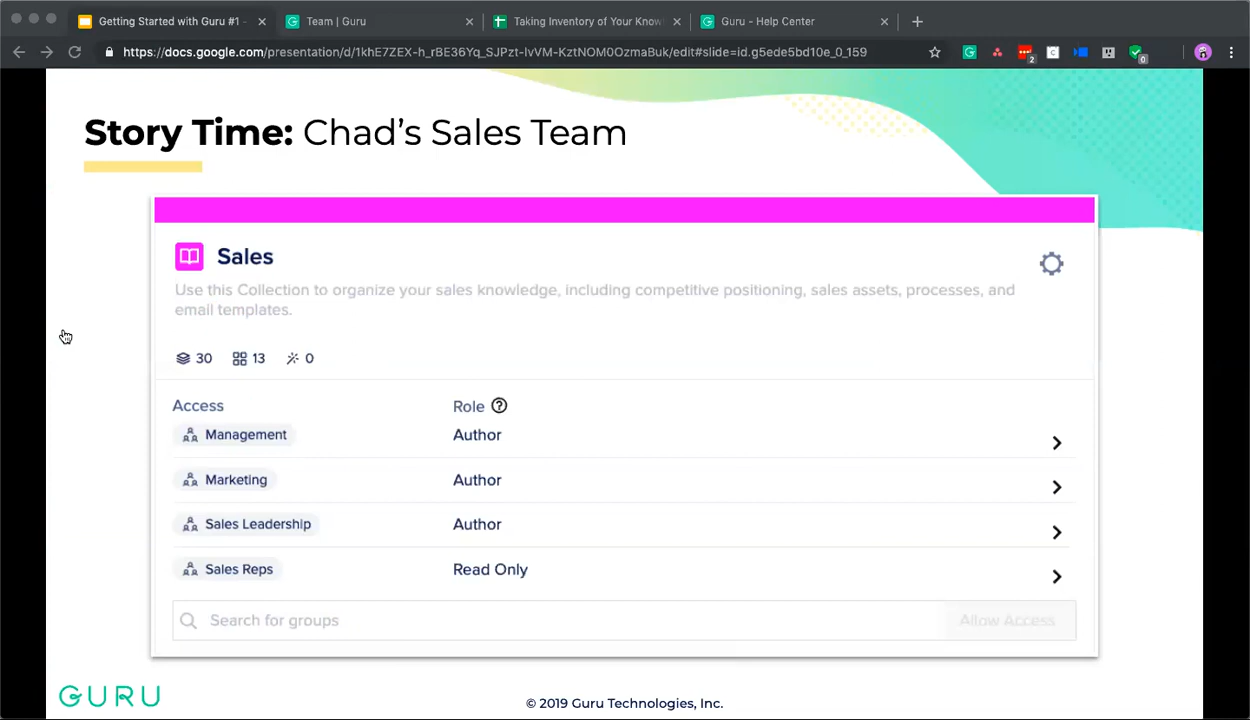 Getting Started with Guru #1 -
Team | Guru
Taking Inventory of Your Know
Guru - Help Center
https://docs.google.com/presentation/d/1khE7ZEX-h_rBE36Yq_SJPzt-lvVM-KztNOM0OzmaBuk/edit#slide=id.g5ede5bd10e_0_159
2
0
Story Time: Chad's Sales Team
Sales
Use this Collection to organize your sales knowledge, including competitive positioning, sales assets, processes, and
email templates.
30 13 0
Access Role ?
Management Author
Marketing Author
Sales Leadership Author
Sales Reps Read Only
Search for groups Allow Access
GURU
© 2019 Guru Technologies, Inc.